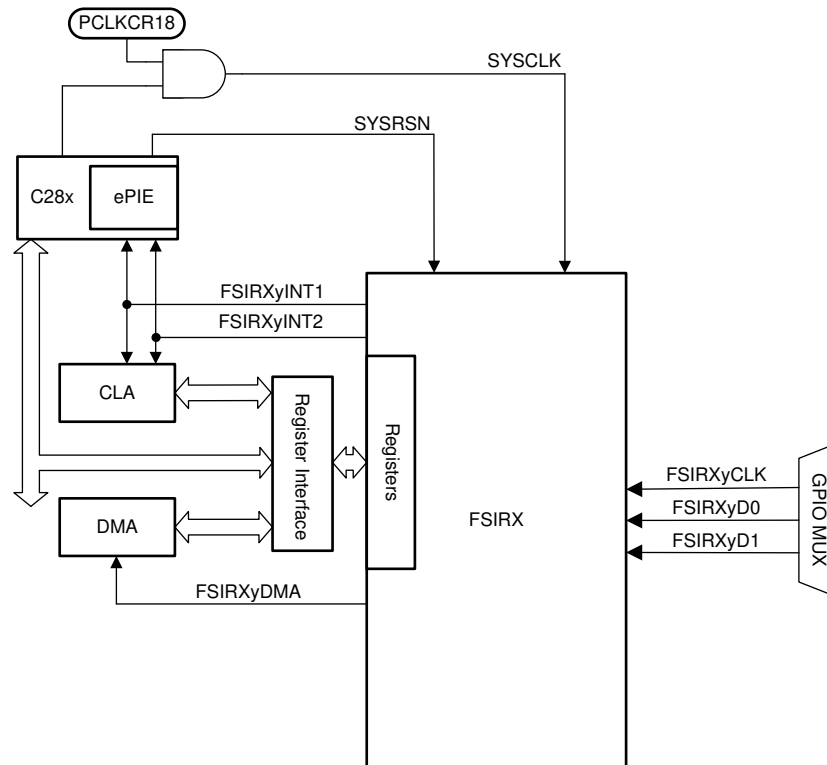 PCLKCR18
SYSCLK
SYSRSN
C28x
ePIE
FSIRXyINT1
FSIRXyINT2
CLA
Register Interface
Registers
FSIRXyCLK
FSIRX
FSIRXyD0
GPIO MUX
DMA
FSIRXyD1
FSIRXyDMA